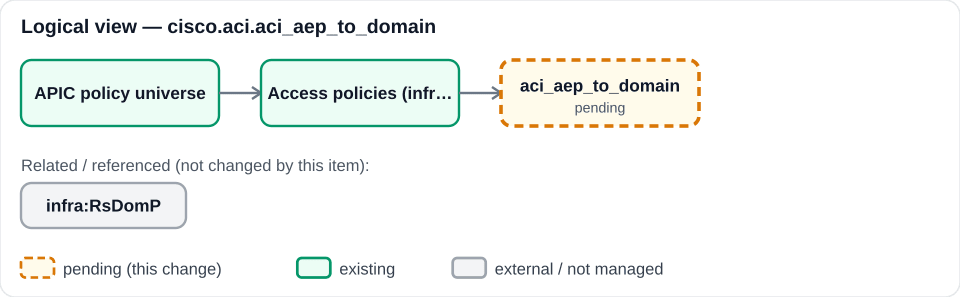 Logical view — cisco.aci.aci_aep_to_domain
APIC policy universe
Access policies (infr…
aci_aep_to_domain
pending
Related / referenced (not changed by this item):
infra:RsDomP
pending (this change)
existing
external / not managed